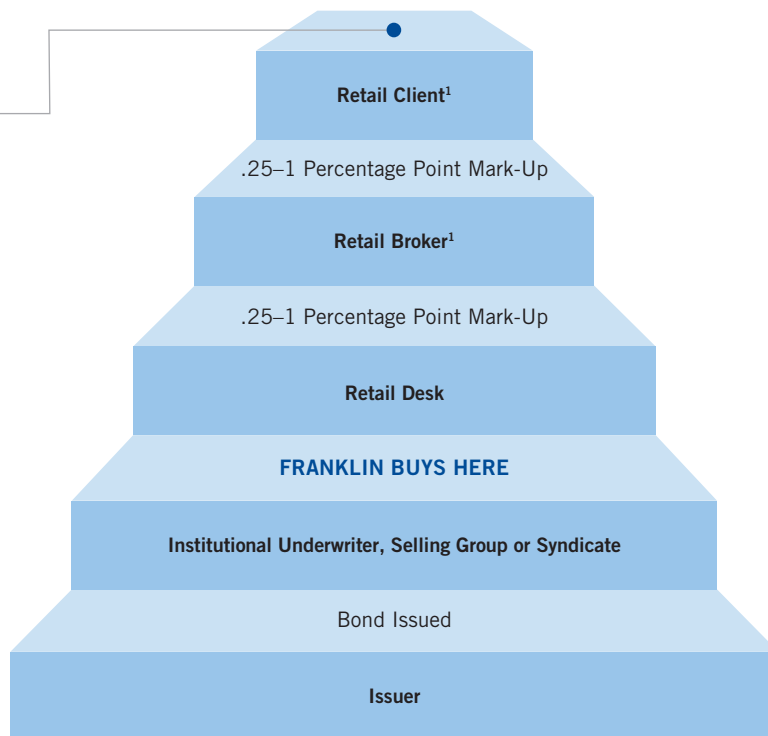 Retail Client¹
.25–1 Percentage Point Mark-Up
Retail Broker¹
.25–1 Percentage Point Mark-Up
Retail Desk
FRANKLIN BUYS HERE
Institutional Underwriter, Selling Group or Syndicate
Bond Issued
Issuer